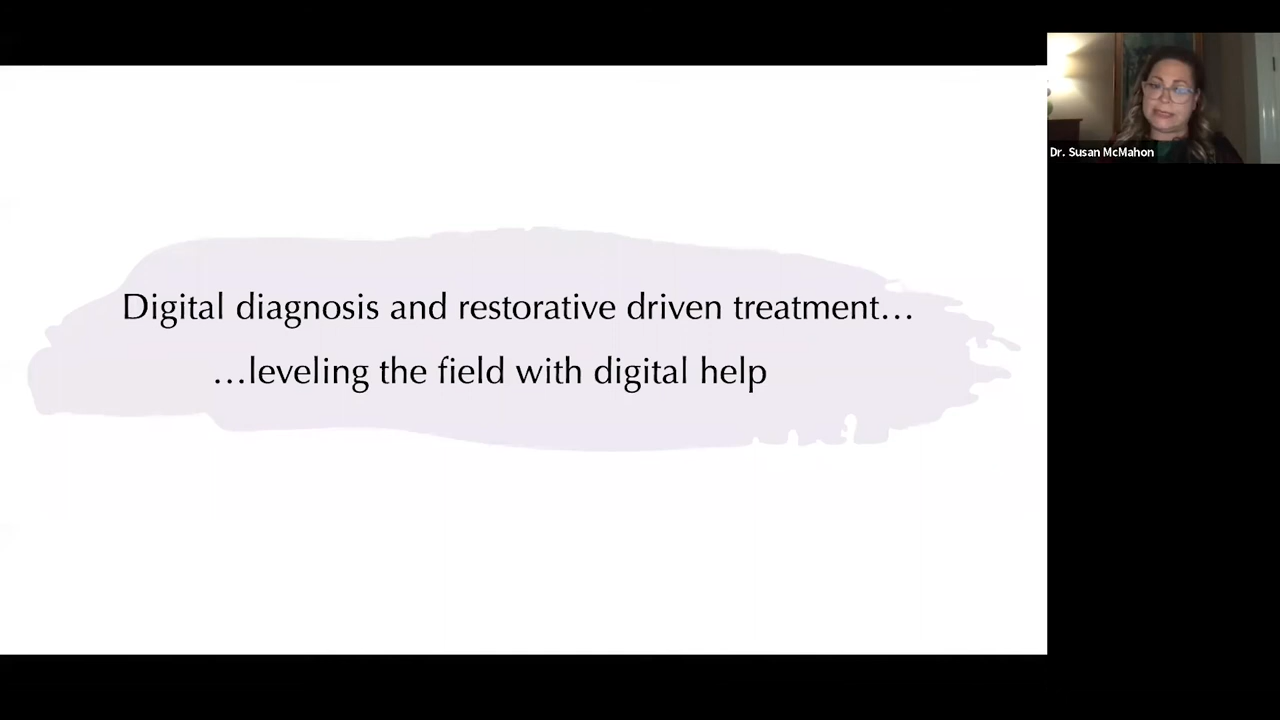 Digital diagnosis and restorative driven treatment…
…leveling the field with digital help
Dr. Susan McMahon